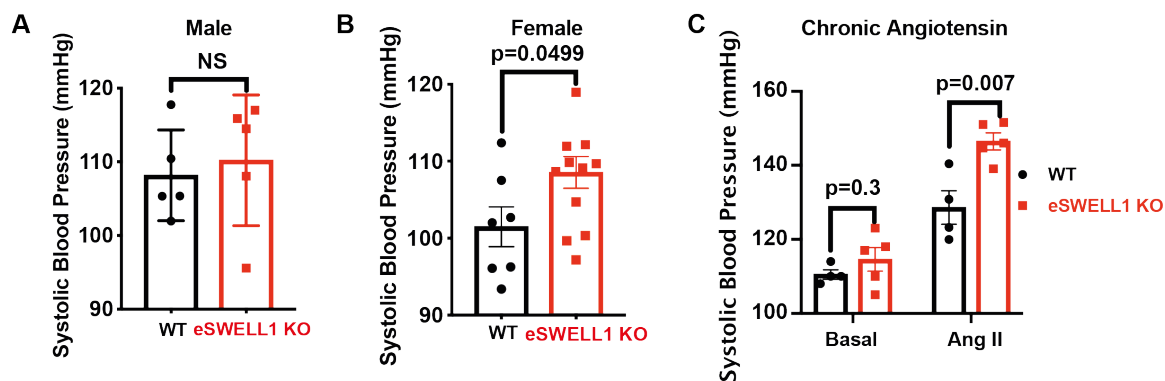 A
Male
Systolic Blood Pressure (mmHg)
NS
120
110
100
90
WT
eSWELL1 KO
B
Female
Systolic Blood Pressure (mmHg)
p=0.0499
120
110
100
90
WT
eSWELL1 KO
C
Chronic Angiotensin
Systolic Blood Pressure (mmHg)
160
140
120
100
p=0.3
p=0.007
Basal
Ang II
WT
eSWELL1 KO